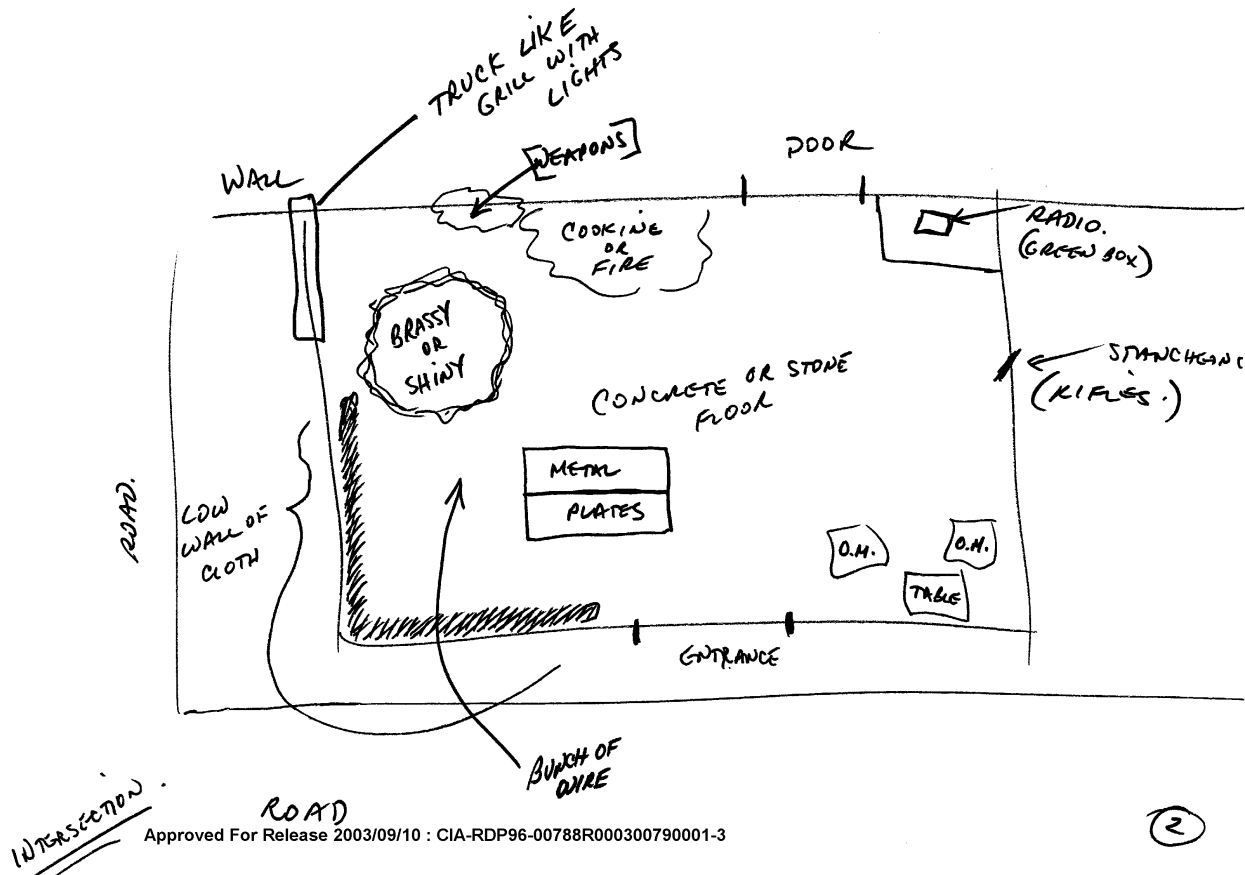 TRUCK LIKE
GRILL WITH
LIGHTS
[WEAPONS]
DOOR
WALL
COOKING
OR
FIRE
RADIO.
(GREEN BOX)
BRASSY
OR
SHINY
CONCRETE OR STONE
FLOOR
(RIFLES.)
METAL
PLATES
ROAD.
LOW
WALL OF
CLOTH
O.M.
O.M.
TABLE
ENTRANCE
BUNCH OF
WIRE
INTERSECTION.
ROAD
Approved For Release 2003/09/10 : CIA-RDP96-00788R000300790001-3
2